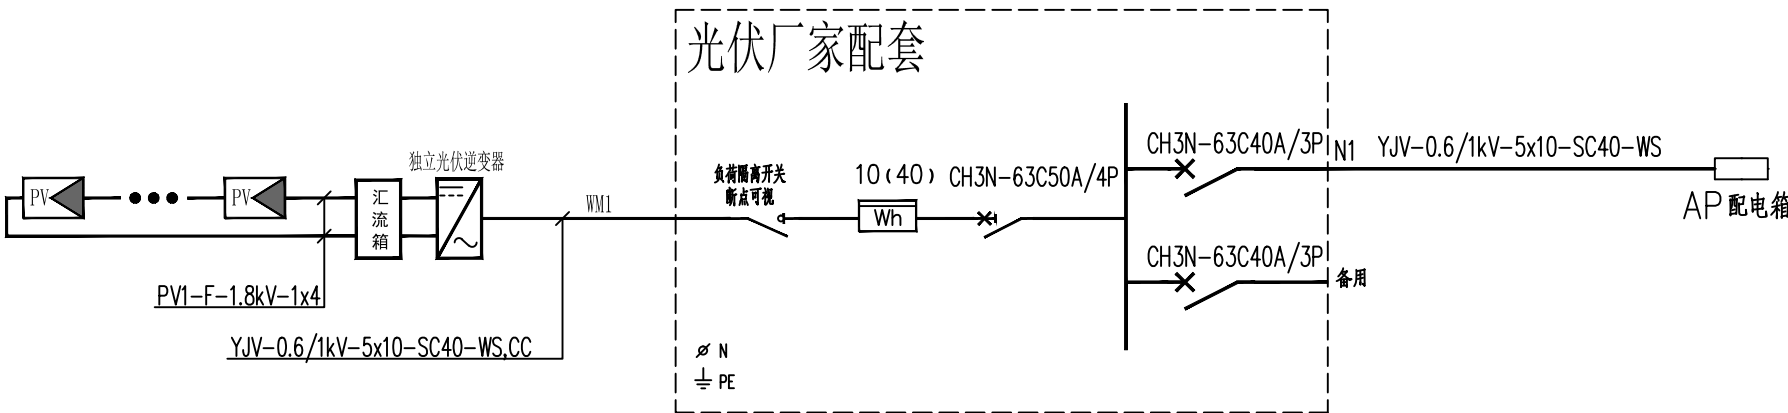 光伏厂家配套
独立光伏逆变器
PV
PV
汇流箱
WM1
PV1-F-1.8kV-1x4
YJV-0.6/1kV-5x10-SC40-WS,CC
负荷隔离开关
断点可视
10(40)
Wh
CH3N-63C50A/4P
CH3N-63C40A/3P
N1
YJV-0.6/1kV-5x10-SC40-WS
AP配电箱
CH3N-63C40A/3P
备用
N
PE